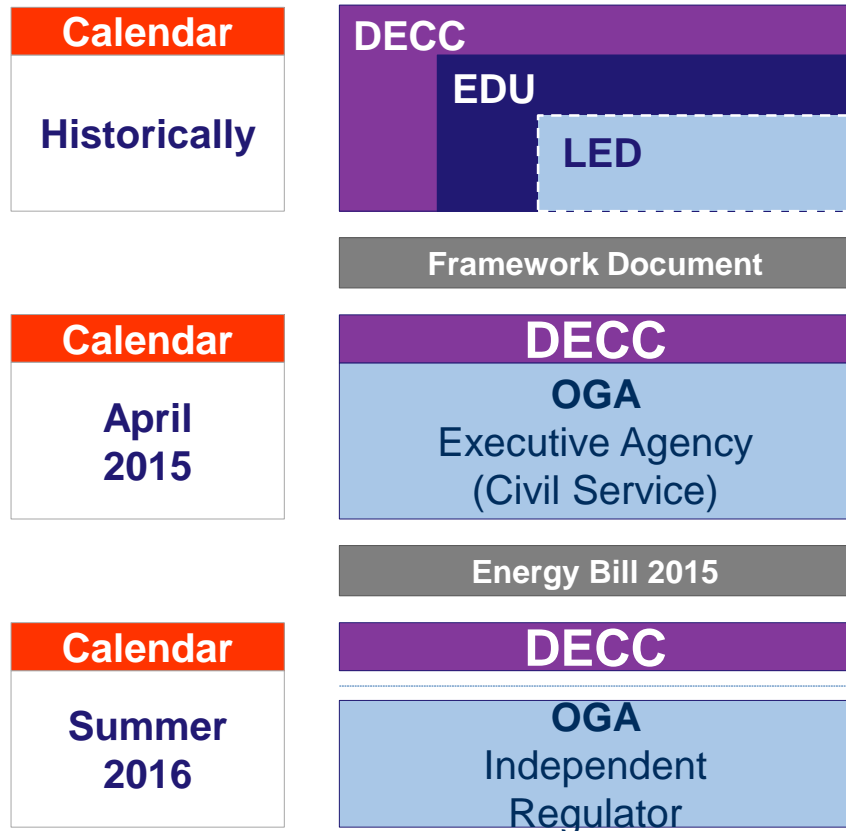 Calendar
Historically
DECC
EDU
LED
Framework Document
Calendar
April
2015
DECC
OGA
Executive Agency
(Civil Service)
Energy Bill 2015
Calendar
Summer
2016
DECC
OGA
Independent
Regulator